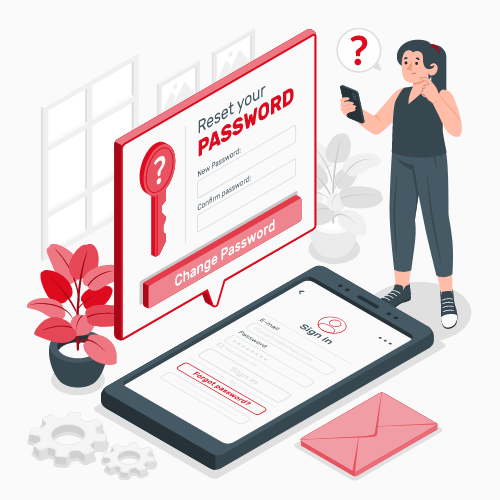 ?
Reset your
PASSWORD
?
New Password:
Confirm password:
Change Password
Sign in
E-mail
Password
********
Sign in
Forgot password?